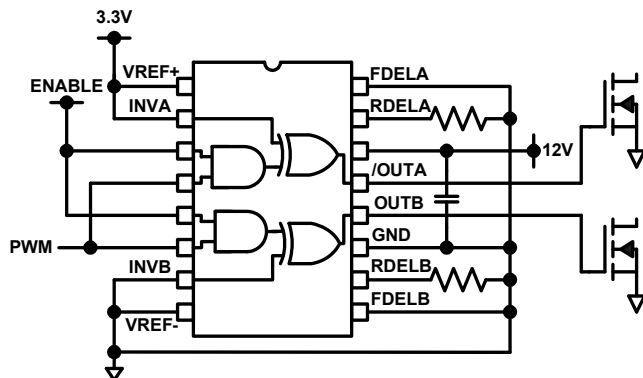 3.3V
VREF+
ENABLE
INVA
PWM
INVB
VREF-
FDELA
RDELA
12V
/OUTA
OUTB
GND
RDELB
FDELB